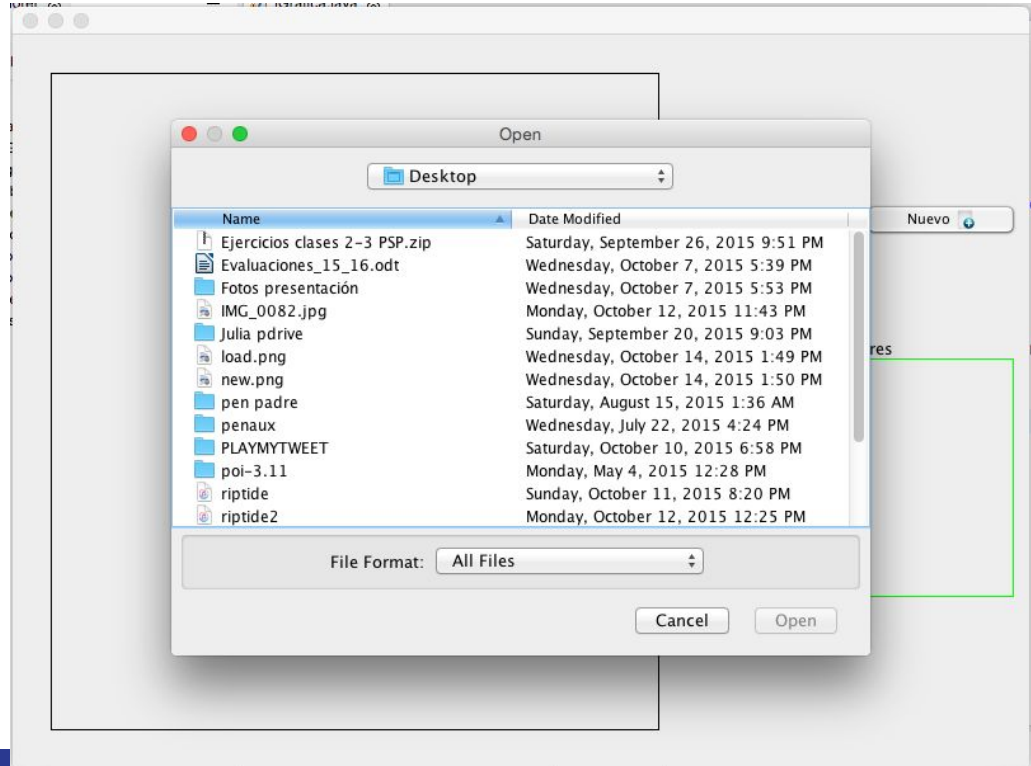 Open
Desktop
Name Date Modified
Ejercicios clases 2-3 PSP.zip Saturday, September 26, 2015 9:51 PM
Evaluaciones_15_16.odt Wednesday, October 7, 2015 5:39 PM
Fotos presentación Wednesday, October 7, 2015 5:53 PM
IMG_0082.jpg Monday, October 12, 2015 11:43 PM
Julia pdrive Sunday, September 20, 2015 9:03 PM
load.png Wednesday, October 14, 2015 1:49 PM
new.png Wednesday, October 14, 2015 1:50 PM
pen padre Saturday, August 15, 2015 1:36 AM
penaux Wednesday, July 22, 2015 4:24 PM
PLAYMYTWEET Saturday, October 10, 2015 6:58 PM
poi-3.11 Monday, May 4, 2015 12:28 PM
riptide Sunday, October 11, 2015 8:20 PM
riptide2 Monday, October 12, 2015 12:25 PM
File Format: All Files
Cancel Open
Nuevo
res